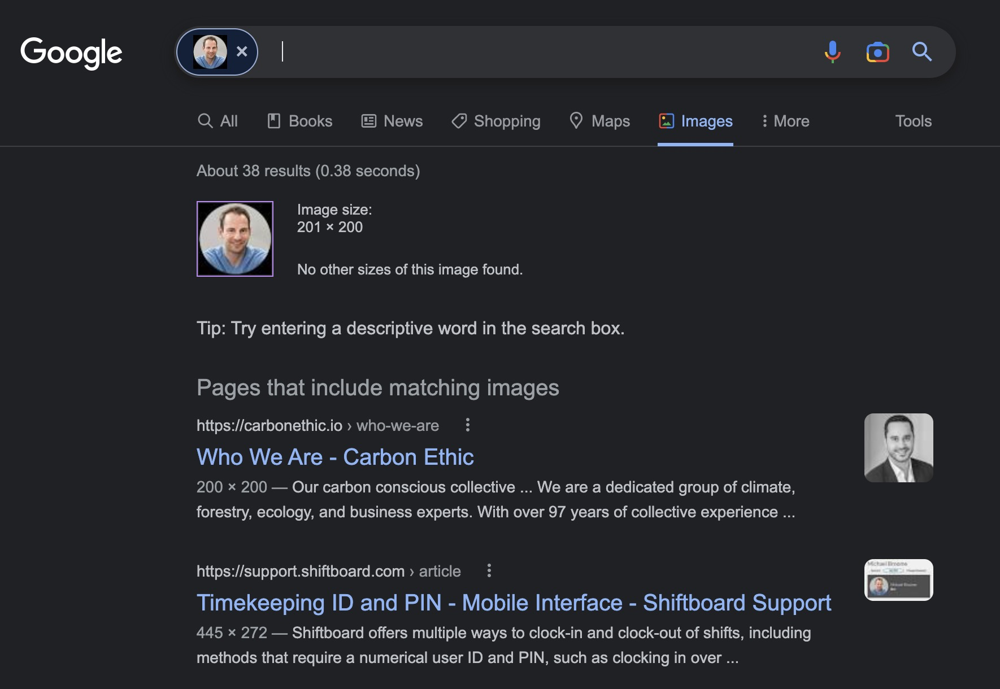 Google
All Books News Shopping Maps Images More Tools
About 38 results (0.38 seconds)
Image size:
201 × 200
No other sizes of this image found.
Tip: Try entering a descriptive word in the search box.
Pages that include matching images
https://carbonethic.io › who-we-are
Who We Are - Carbon Ethic
200 × 200 — Our carbon conscious collective ... We are a dedicated group of climate,
forestry, ecology, and business experts. With over 97 years of collective experience ...
https://support.shiftboard.com › article
Michael Broome
Timekeeping ID and PIN - Mobile Interface - Shiftboard Support
445 × 272 — Shiftboard offers multiple ways to clock-in and clock-out of shifts, including
methods that require a numerical user ID and PIN, such as clocking in over ...